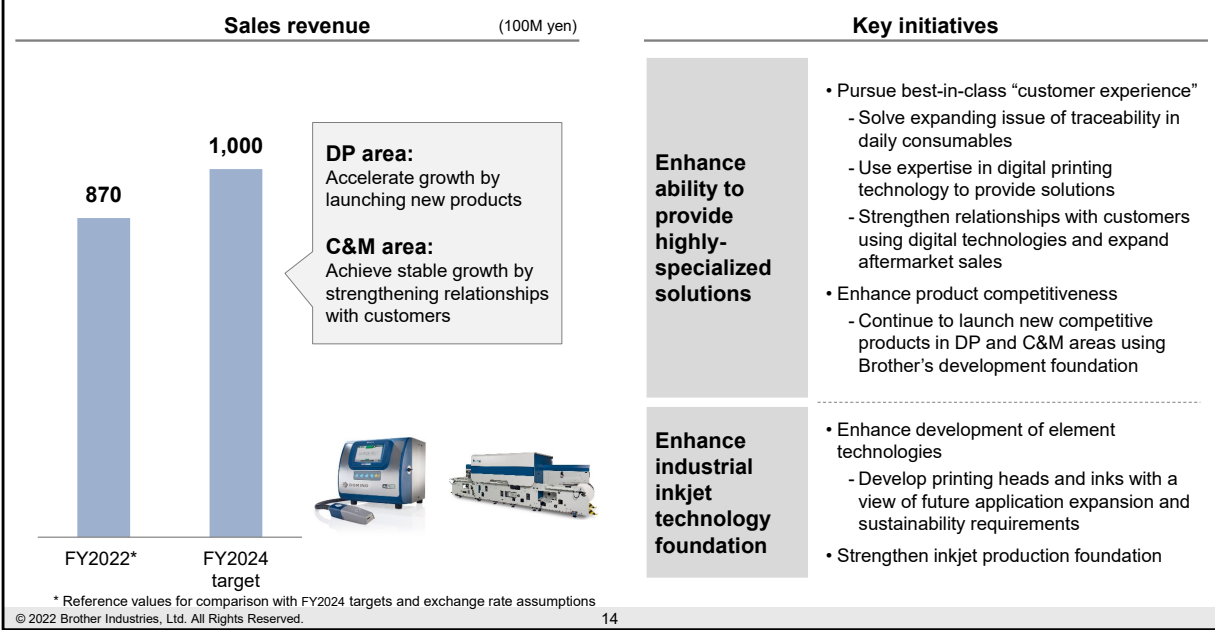 Sales revenue
(100M yen)
870
1,000
DP area:
Accelerate growth by
launching new products
C&M area:
Achieve stable growth by
strengthening relationships
with customers
FY2022*
FY2024
target
* Reference values for comparison with FY2024 targets and exchange rate assumptions
Key initiatives
Enhance
ability to
provide
highly-
specialized
solutions
• Pursue best-in-class “customer experience”
- Solve expanding issue of traceability in
daily consumables
- Use expertise in digital printing
technology to provide solutions
- Strengthen relationships with customers
using digital technologies and expand
aftermarket sales
• Enhance product competitiveness
- Continue to launch new competitive
products in DP and C&M areas using
Brother’s development foundation
Enhance
industrial
inkjet
technology
foundation
• Enhance development of element
technologies
- Develop printing heads and inks with a
view of future application expansion and
sustainability requirements
• Strengthen inkjet production foundation
© 2022 Brother Industries, Ltd. All Rights Reserved.
14